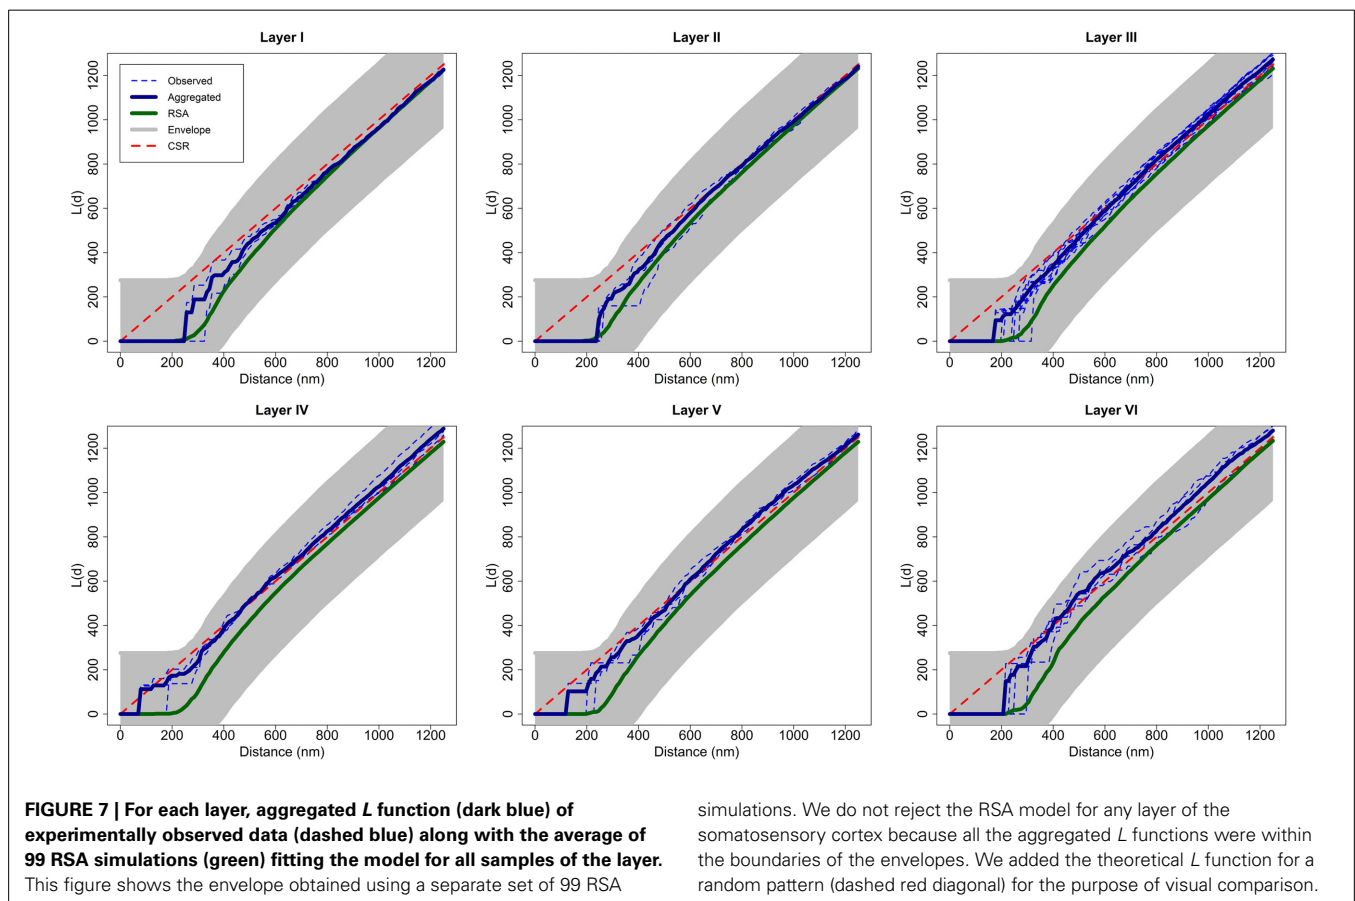 Layer I
Layer II
Layer III
Observed
Aggregated
RSA
Envelope
CSR
L(d)
0 200 400 600 800 1000 1200
0 200 400 600 800 1000 1200
Distance (nm)
L(d)
0 200 400 600 800 1000 1200
0 200 400 600 800 1000 1200
Distance (nm)
L(d)
0 200 400 600 800 1000 1200
0 200 400 600 800 1000 1200
Distance (nm)
Layer IV
Layer V
Layer VI
L(d)
0 200 400 600 800 1000 1200
0 200 400 600 800 1000 1200
Distance (nm)
L(d)
0 200 400 600 800 1000 1200
0 200 400 600 800 1000 1200
Distance (nm)
L(d)
0 200 400 600 800 1000 1200
0 200 400 600 800 1000 1200
Distance (nm)
FIGURE 7 | For each layer, aggregated L function (dark blue) of
experimentally observed data (dashed blue) along with the average of
99 RSA simulations (green) fitting the model for all samples of the layer.
This figure shows the envelope obtained using a separate set of 99 RSA
simulations. We do not reject the RSA model for any layer of the
somatosensory cortex because all the aggregated L functions were within
the boundaries of the envelopes. We added the theoretical L function for a
random pattern (dashed red diagonal) for the purpose of visual comparison.